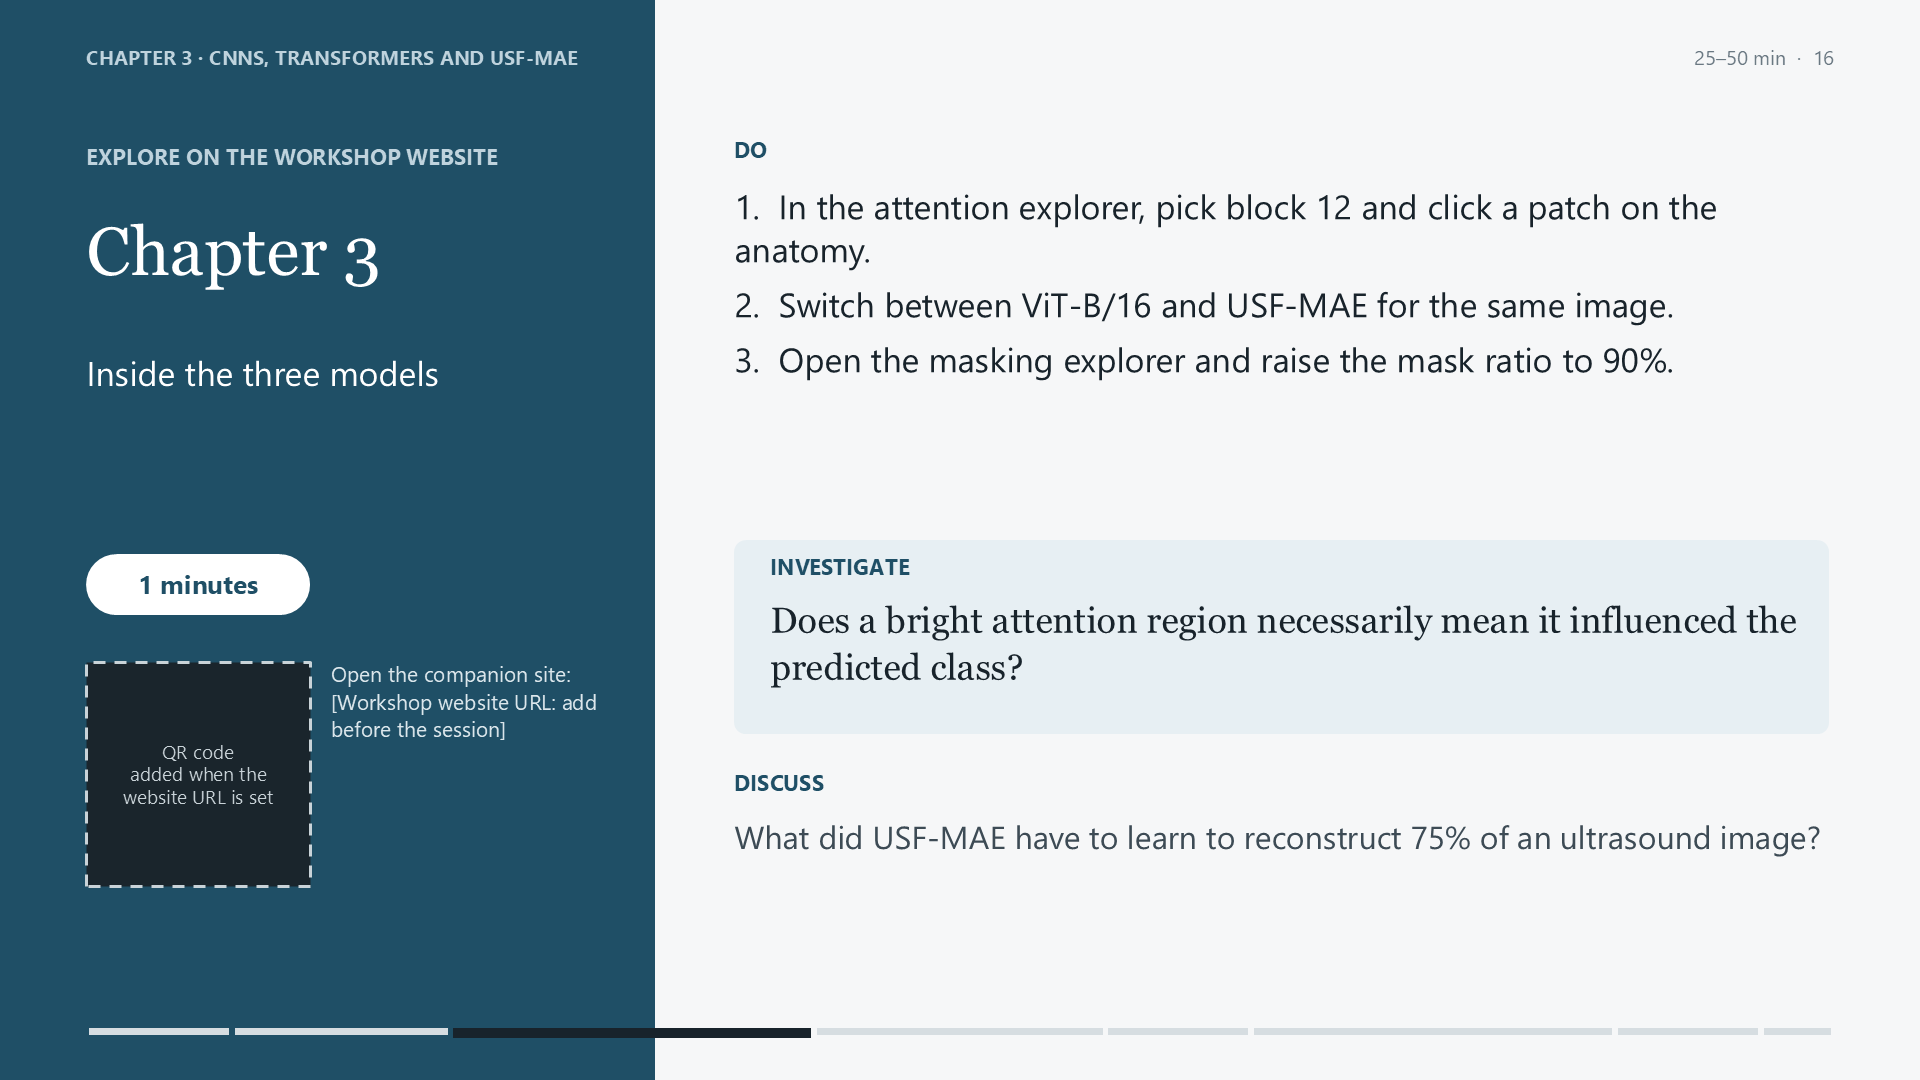 CHAPTER 3 · CNNS, TRANSFORMERS AND USF-MAE
25–50 min · 16
EXPLORE ON THE WORKSHOP WEBSITE
Chapter 3
Inside the three models
1 minutes
QR code
added when the
website URL is set
Open the companion site:
[Workshop website URL: add
before the session]
DO
1. In the attention explorer, pick block 12 and click a patch on the
anatomy.
2. Switch between ViT-B/16 and USF-MAE for the same image.
3. Open the masking explorer and raise the mask ratio to 90%.
INVESTIGATE
Does a bright attention region necessarily mean it influenced the
predicted class?
DISCUSS
What did USF-MAE have to learn to reconstruct 75% of an ultrasound image?